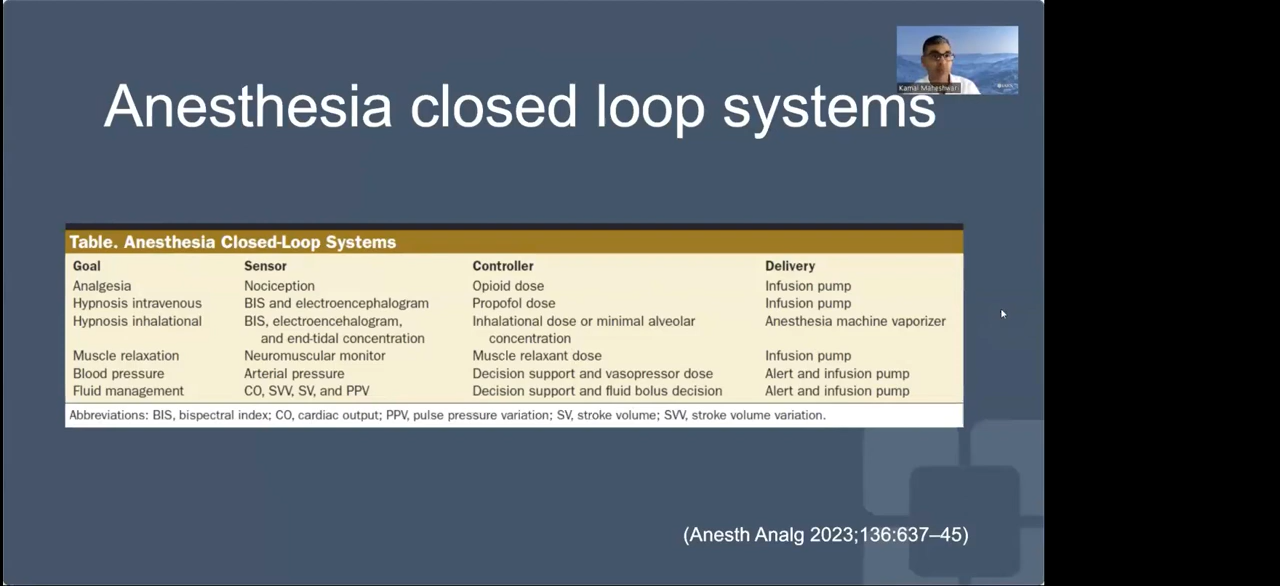 Kamal Maheshwari
Anesthesia closed loop systems
Table. Anesthesia Closed-Loop Systems
Goal Sensor Controller Delivery
Analgesia Nociception Opioid dose Infusion pump
Hypnosis intravenous BIS and electroencephalogram Propofol dose Infusion pump
Hypnosis inhalational BIS, electroencehalogram, Inhalational dose or minimal alveolar Anesthesia machine vaporizer
and end-tidal concentration concentration
Muscle relaxation Neuromuscular monitor Muscle relaxant dose Infusion pump
Blood pressure Arterial pressure Decision support and vasopressor dose Alert and infusion pump
Fluid management CO, SVV, SV, and PPV Decision support and fluid bolus decision Alert and infusion pump
Abbreviations: BIS, bispectral index; CO, cardiac output; PPV, pulse pressure variation; SV, stroke volume; SVV, stroke volume variation.
(Anesth Analg 2023;136:637–45)